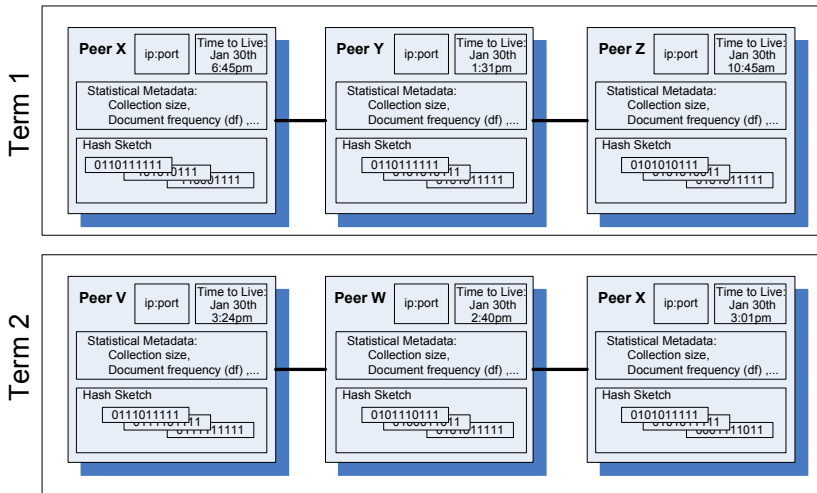 Term 1
Peer X
ip:port
Time to Live:
Jan 30th
6:45pm
Statistical Metadata:
Collection size,
Document frequency (df) ,...
Hash Sketch
0110111111
Peer Y
ip:port
Time to Live:
Jan 30th
1:31pm
Statistical Metadata:
Collection size,
Document frequency (df) ,...
Hash Sketch
0110111111
Peer Z
ip:port
Time to Live:
Jan 30th
10:45am
Statistical Metadata:
Collection size,
Document frequency (df) ,...
Hash Sketch
0101010111
Term 2
Peer V
ip:port
Time to Live:
Jan 30th
3:24pm
Statistical Metadata:
Collection size,
Document frequency (df) ,...
Hash Sketch
0111011111
Peer W
ip:port
Time to Live:
Jan 30th
2:40pm
Statistical Metadata:
Collection size,
Document frequency (df) ,...
Hash Sketch
0101110111
Peer X
ip:port
Time to Live:
Jan 30th
3:01pm
Statistical Metadata:
Collection size,
Document frequency (df) ,...
Hash Sketch
0101011111